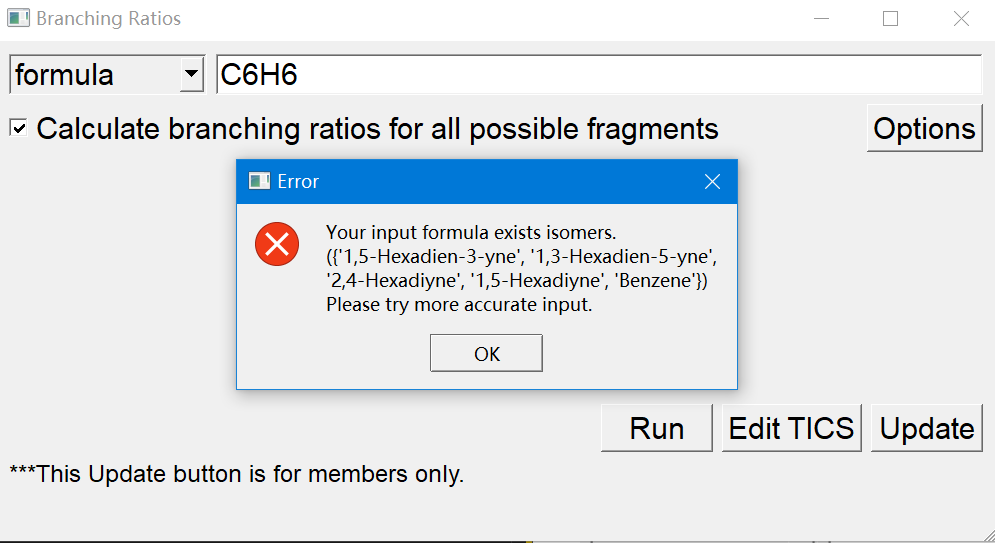 Branching Ratios
formula
C6H6
Calculate branching ratios for all possible fragments
Options
Error
Your input formula exists isomers.
({'1,5-Hexadien-3-yne', '1,3-Hexadien-5-yne',
'2,4-Hexadiyne', '1,5-Hexadiyne', 'Benzene'})
Please try more accurate input.
OK
Run
Edit TICS
Update
***This Update button is for members only.